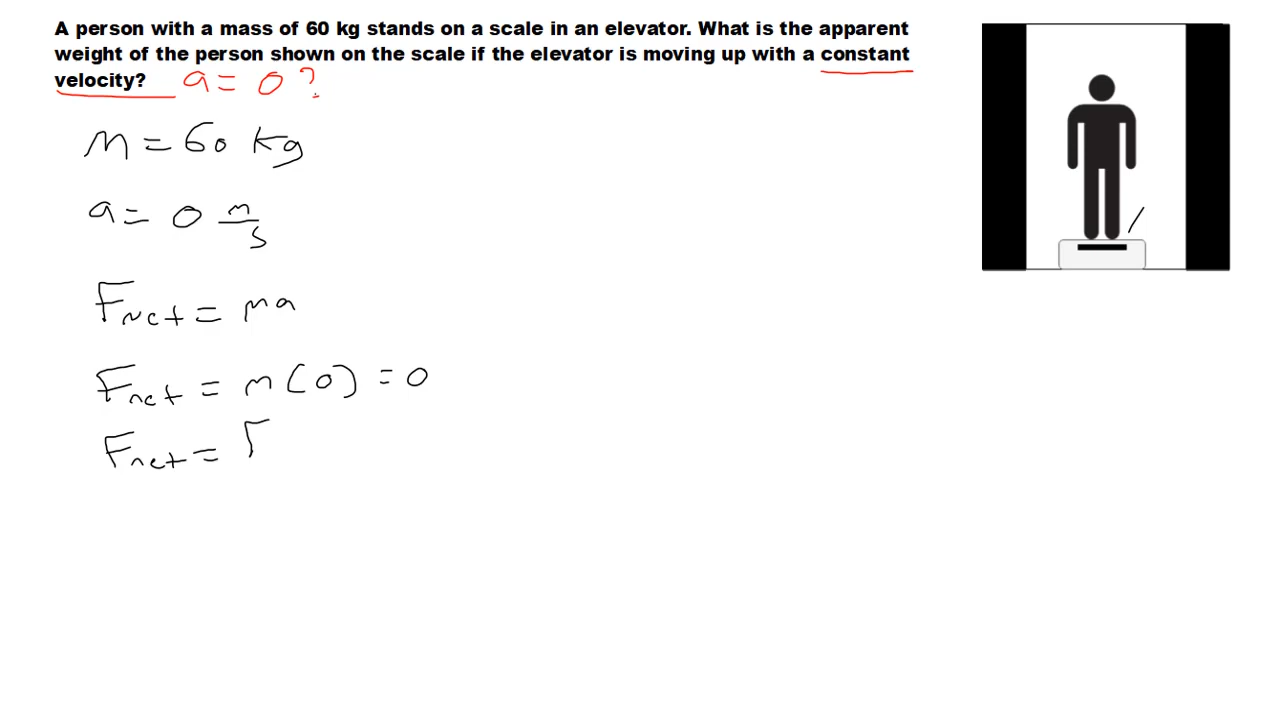 A person with a mass of 60 kg stands on a scale in an elevator. What is the apparent
weight of the person shown on the scale if the elevator is moving up with a constant
velocity? a = 0 ?
m = 60 kg
a = 0 m/s
Fnet = ma
Fnet = m(0) = 0
Fnet = F